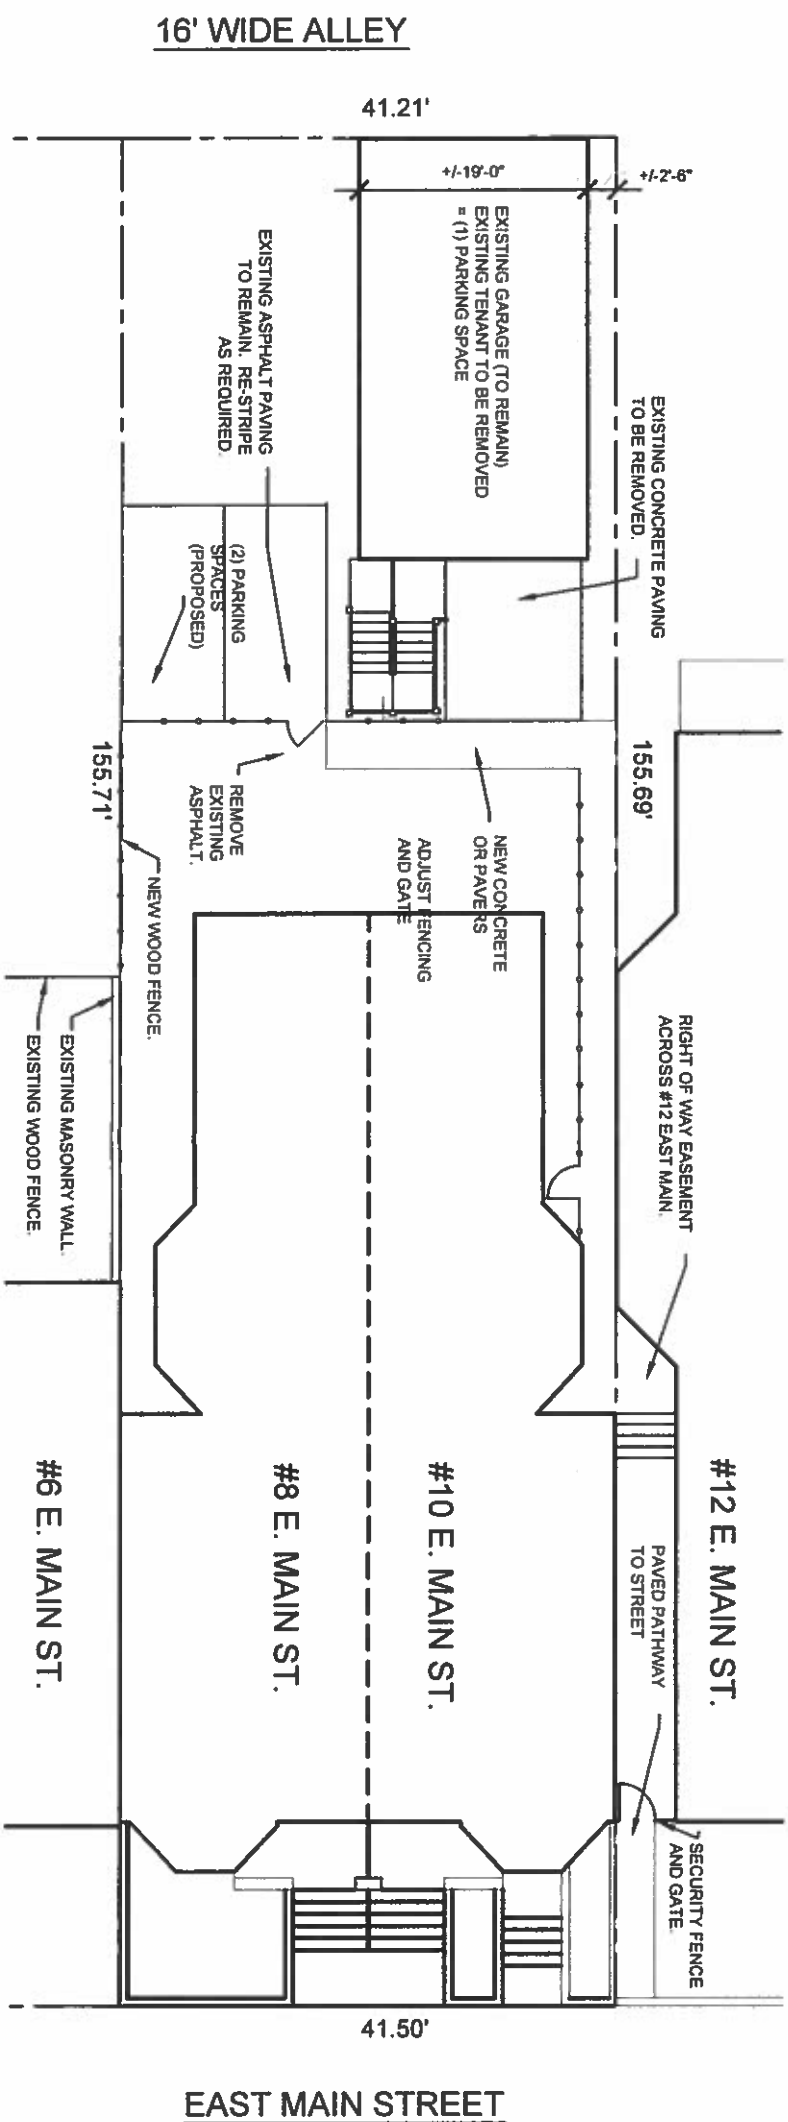 16' WIDE ALLEY
41.21'
+/-19'-0"
+/-2'-6"
EXISTING GARAGE (TO REMAIN)
EXISTING TENANT TO BE REMOVED
= (1) PARKING SPACE
EXISTING ASPHALT PAVING
TO REMAIN. RE-STRIPE
AS REQUIRED
EXISTING CONCRETE PAVING
TO BE REMOVED.
(2) PARKING
SPACES
(PROPOSED)
155.71'
155.69'
REMOVE
EXISTING
ASPHALT.
NEW CONCRETE
OR PAVERS
ADJUST FENCING
AND GATE
NEW WOOD FENCE.
EXISTING MASONRY WALL.
EXISTING WOOD FENCE.
RIGHT OF WAY EASEMENT
ACROSS #12 EAST MAIN.
#6 E. MAIN ST.
#8 E. MAIN ST.
#10 E. MAIN ST.
#12 E. MAIN ST.
PAVED PATHWAY
TO STREET
SECURITY FENCE
AND GATE
41.50'
EAST MAIN STREET